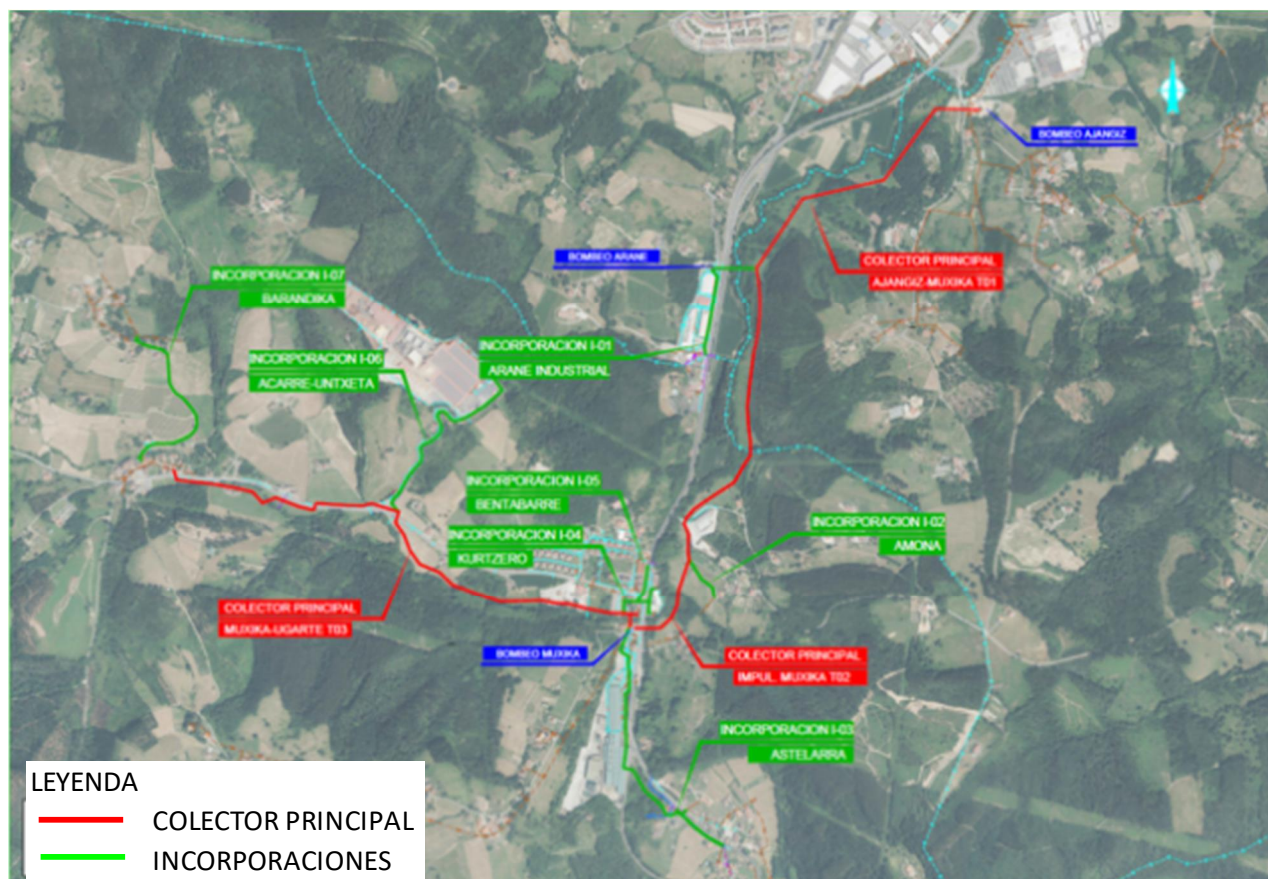 BOMBEO AJANGIZ
BOMBEO ARANE
COLECTOR PRINCIPAL
AJANGIZ-MUXIKA T01
INCORPORACION I-07
BARANDIKA
INCORPORACION I-01
ARANE INDUSTRIAL
INCORPORACION I-06
ACARRE-UNTXETA
INCORPORACION I-05
BENTABARRE
INCORPORACION I-02
AMONA
INCORPORACION I-04
KURTZERO
COLECTOR PRINCIPAL
MUXIKA-UGARTE T03
BOMBEO MUXIKA
COLECTOR PRINCIPAL
IMPUL. MUXIKA T02
INCORPORACION I-03
ASTELARRA
LEYENDA
COLECTOR PRINCIPAL
INCORPORACIONES